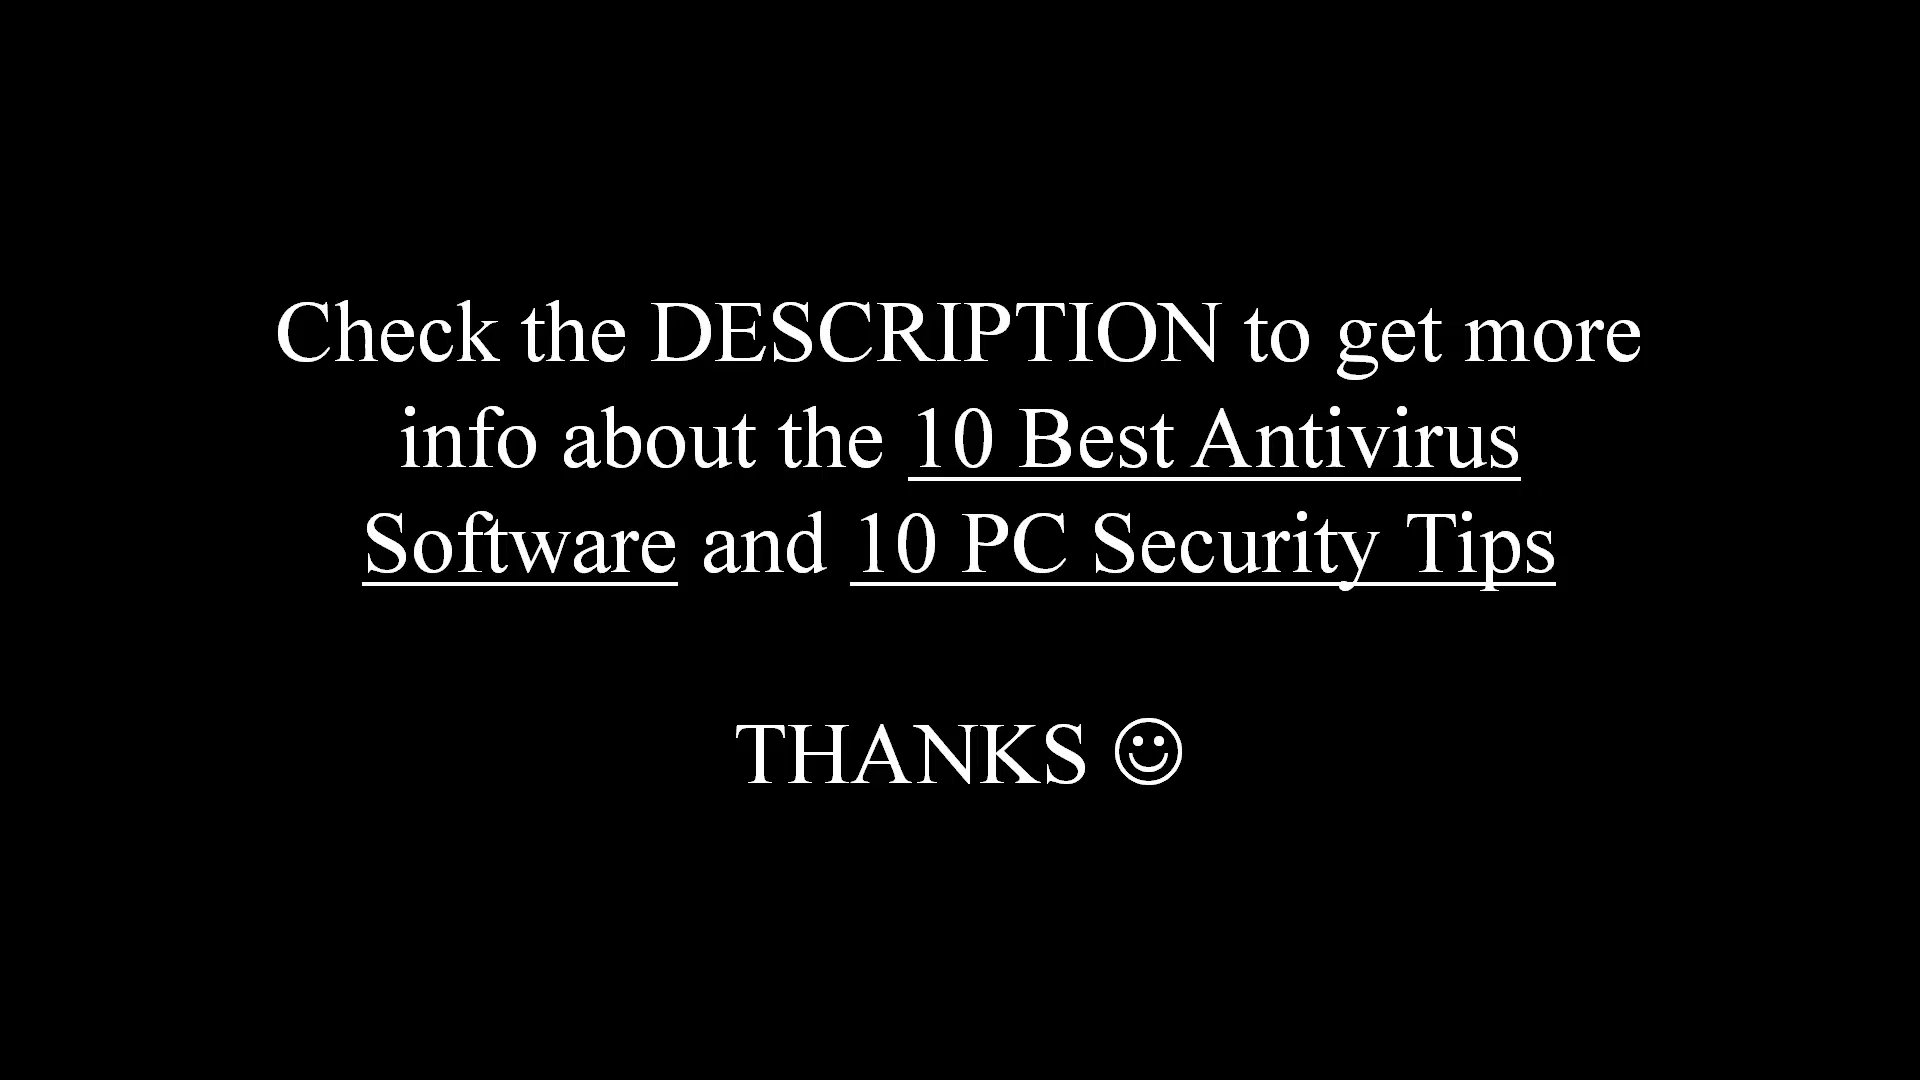 Check the DESCRIPTION to get more
info about the 10 Best Antivirus
Software and 10 PC Security Tips
THANKS ☺